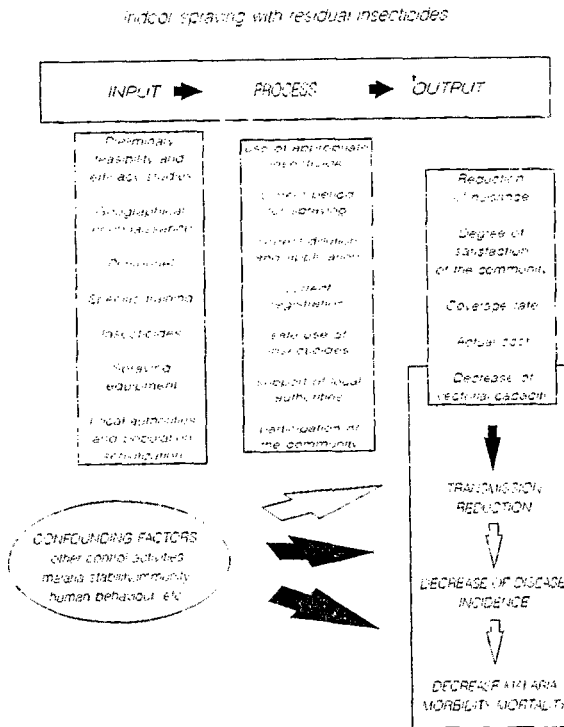 Indoor spraying with residual insecticides
INPUT
PROCESS
OUTPUT
Preliminary
feasibility and
efficacy studies
Geographical
Personnel
Specific training
Insecticides
Spraying
equipment
Local authorities
and population
Use of appropriate
insecticide
Correct period
for spraying
Correct dilution
and application
Correct
registration
Safe use of
insecticides
Support of local
authorities
Participation of
the community
Reduction
of nuisance
Degree of
satisfaction
of the community
Coverage rate
Actual cost
Decrease of
vectorial capacity
TRANSMISSION
REDUCTION
DECREASE OF DISEASE
INCIDENCE
DECREASE MALARIA
MORBIDITY MORTALITY
CONFOUNDING FACTORS
other control activities
malaria stability,immunity
human behaviour, etc